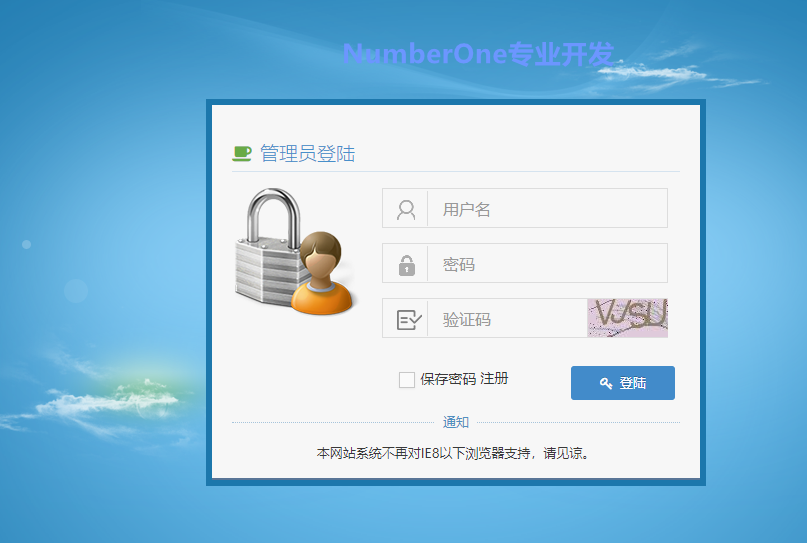 NumberOne专业开发
管理员登陆
用户名
密码
验证码 VJSU
保存密码 注册 登陆
通知
本网站系统不再对IE8以下浏览器支持，请见谅。